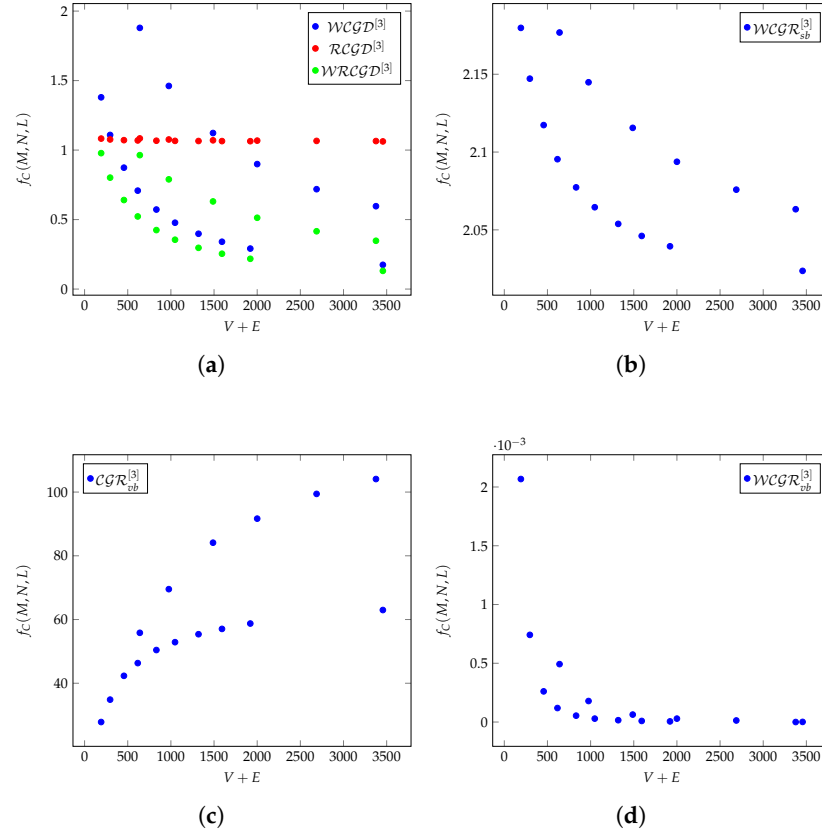 2
1.5
1
0.5
0
f_C(M, N, L)
0 500 1000 1500 2000 2500 3000 3500
V + E
WCGD^[3]
RCGD^[3]
WRCGD^[3]
(a)
2.15
2.1
2.05
f_C(M, N, L)
0 500 1000 1500 2000 2500 3000 3500
V + E
WCGR_sb^[3]
(b)
100
80
60
40
f_C(M, N, L)
0 500 1000 1500 2000 2500 3000 3500
V + E
CGR_vb^[3]
(c)
·10−3
2
1.5
1
0.5
0
f_C(M, N, L)
0 500 1000 1500 2000 2500 3000 3500
V + E
WCGR_vb^[3]
(d)